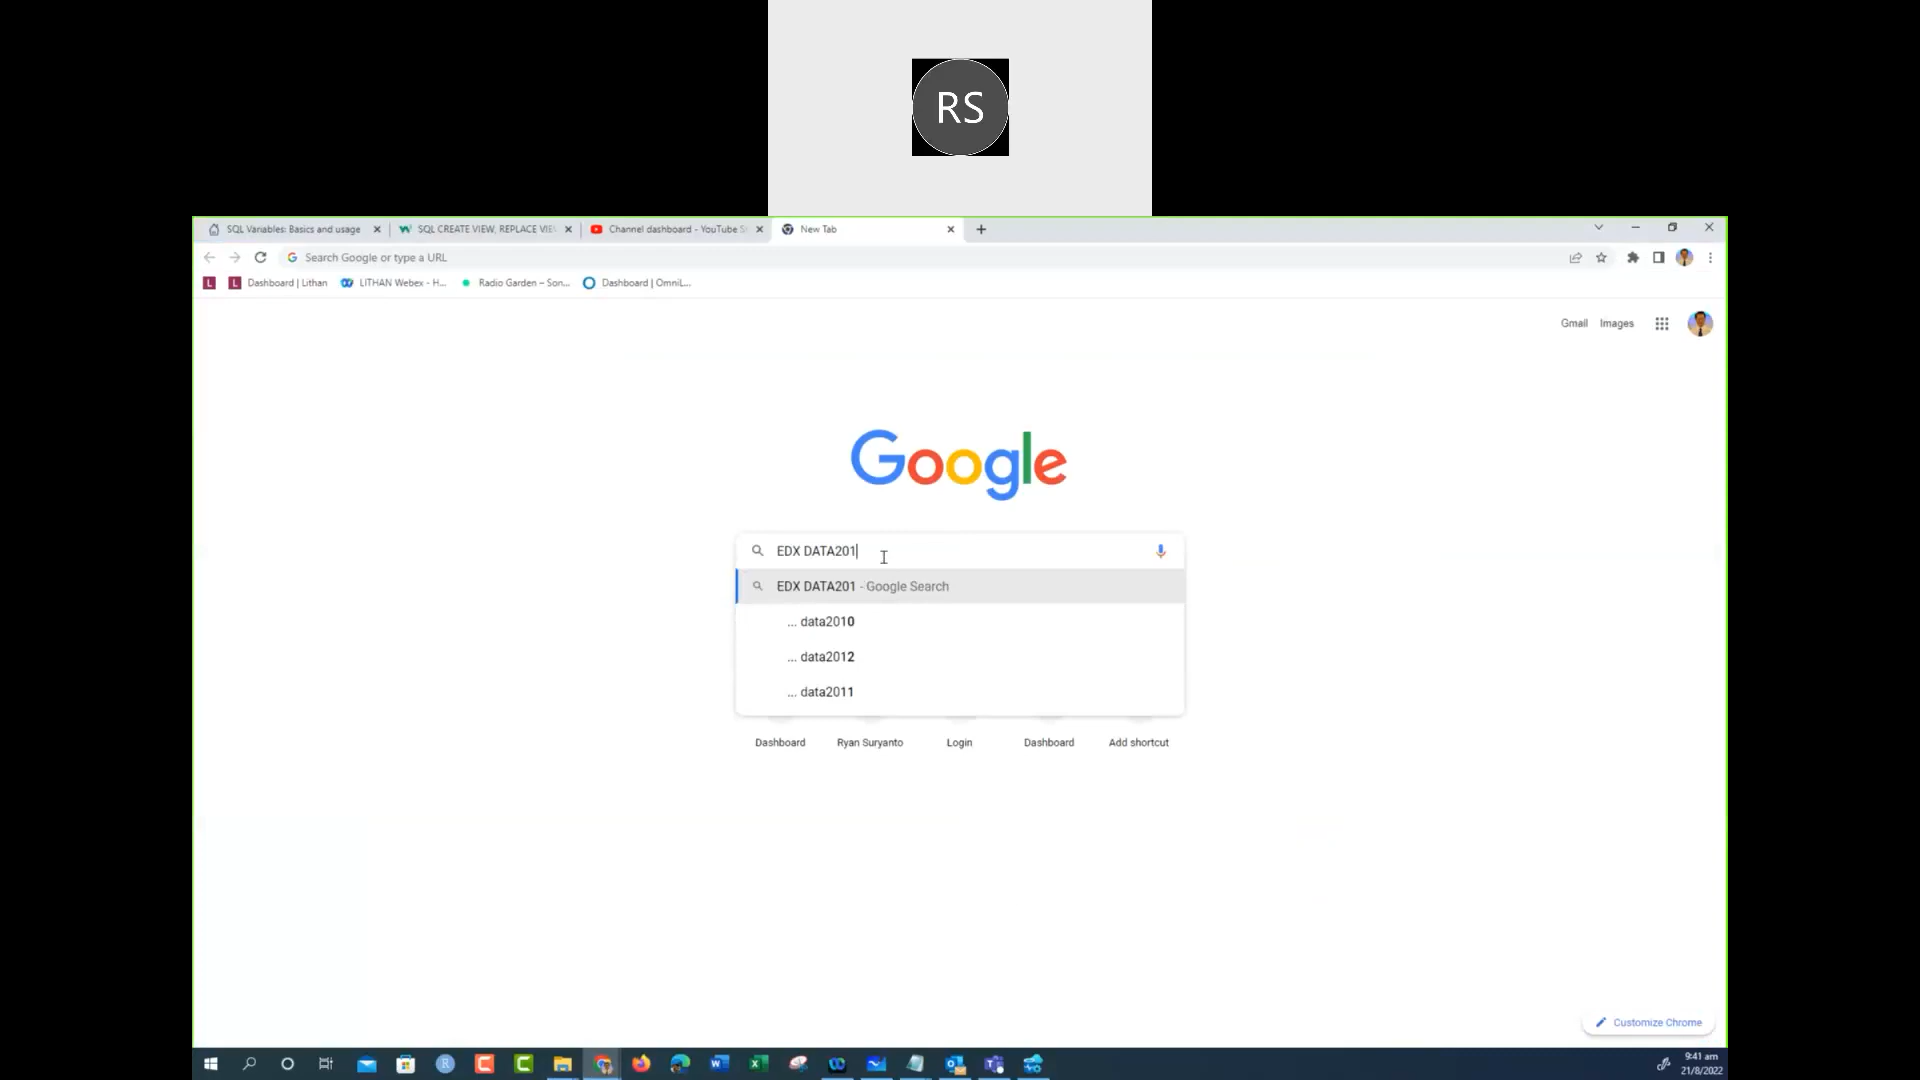 RS
SQL Variables: Basics and usage
SQL CREATE VIEW, REPLACE VIE
Channel dashboard - YouTube S
New Tab
Search Google or type a URL
L
L
Dashboard | Lithan
LITHAN Webex - H...
Radio Garden – Son...
Dashboard | OmniL...
Gmail
Images
Google
EDX DATA201
EDX DATA201 - Google Search
... data2010
... data2012
... data2011
Dashboard
Ryan Suryanto
Login
Dashboard
Add shortcut
Customize Chrome
9:41 am
21/8/2022